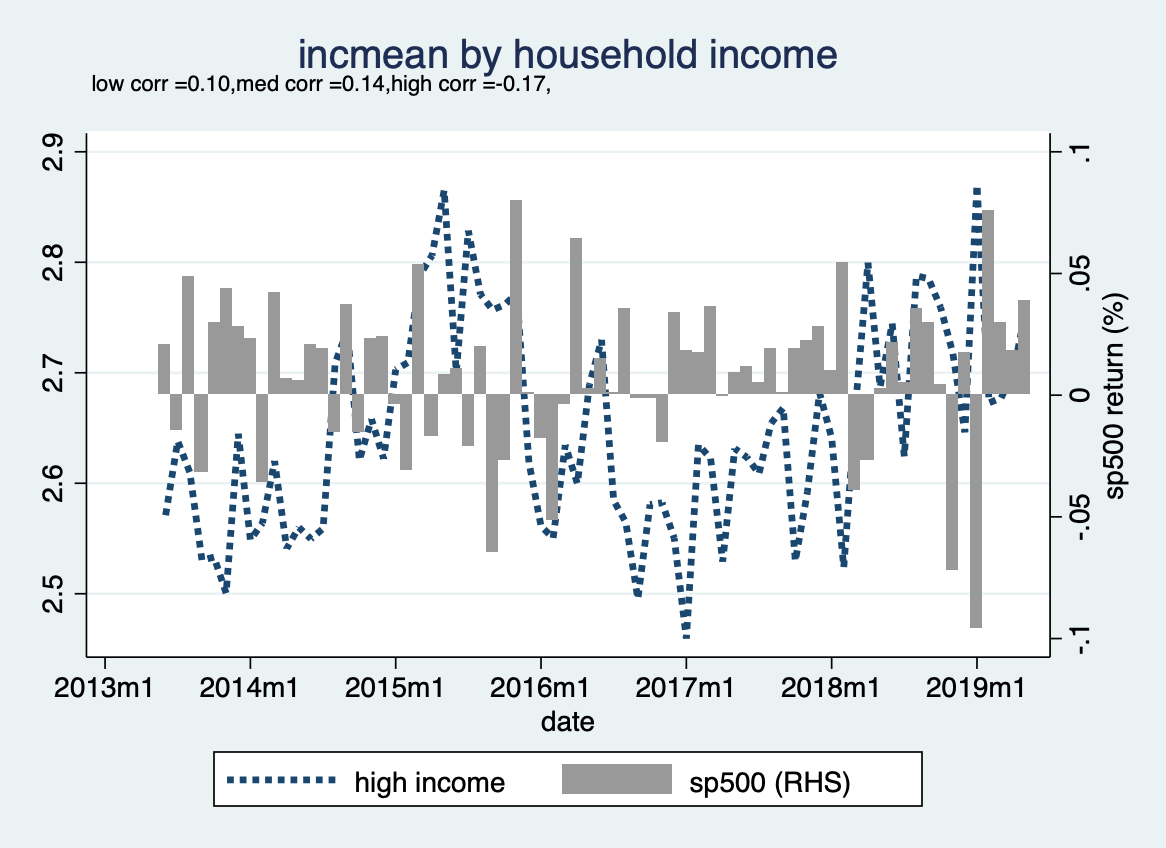 incmean by household income
low corr =0.10,med corr =0.14,high corr =-0.17,
2.9
2.8
2.7
2.6
2.5
.1
.05
0
-.05
-.1
sp500 return (%)
2013m1 2014m1 2015m1 2016m1 2017m1 2018m1 2019m1
date
high income sp500 (RHS)